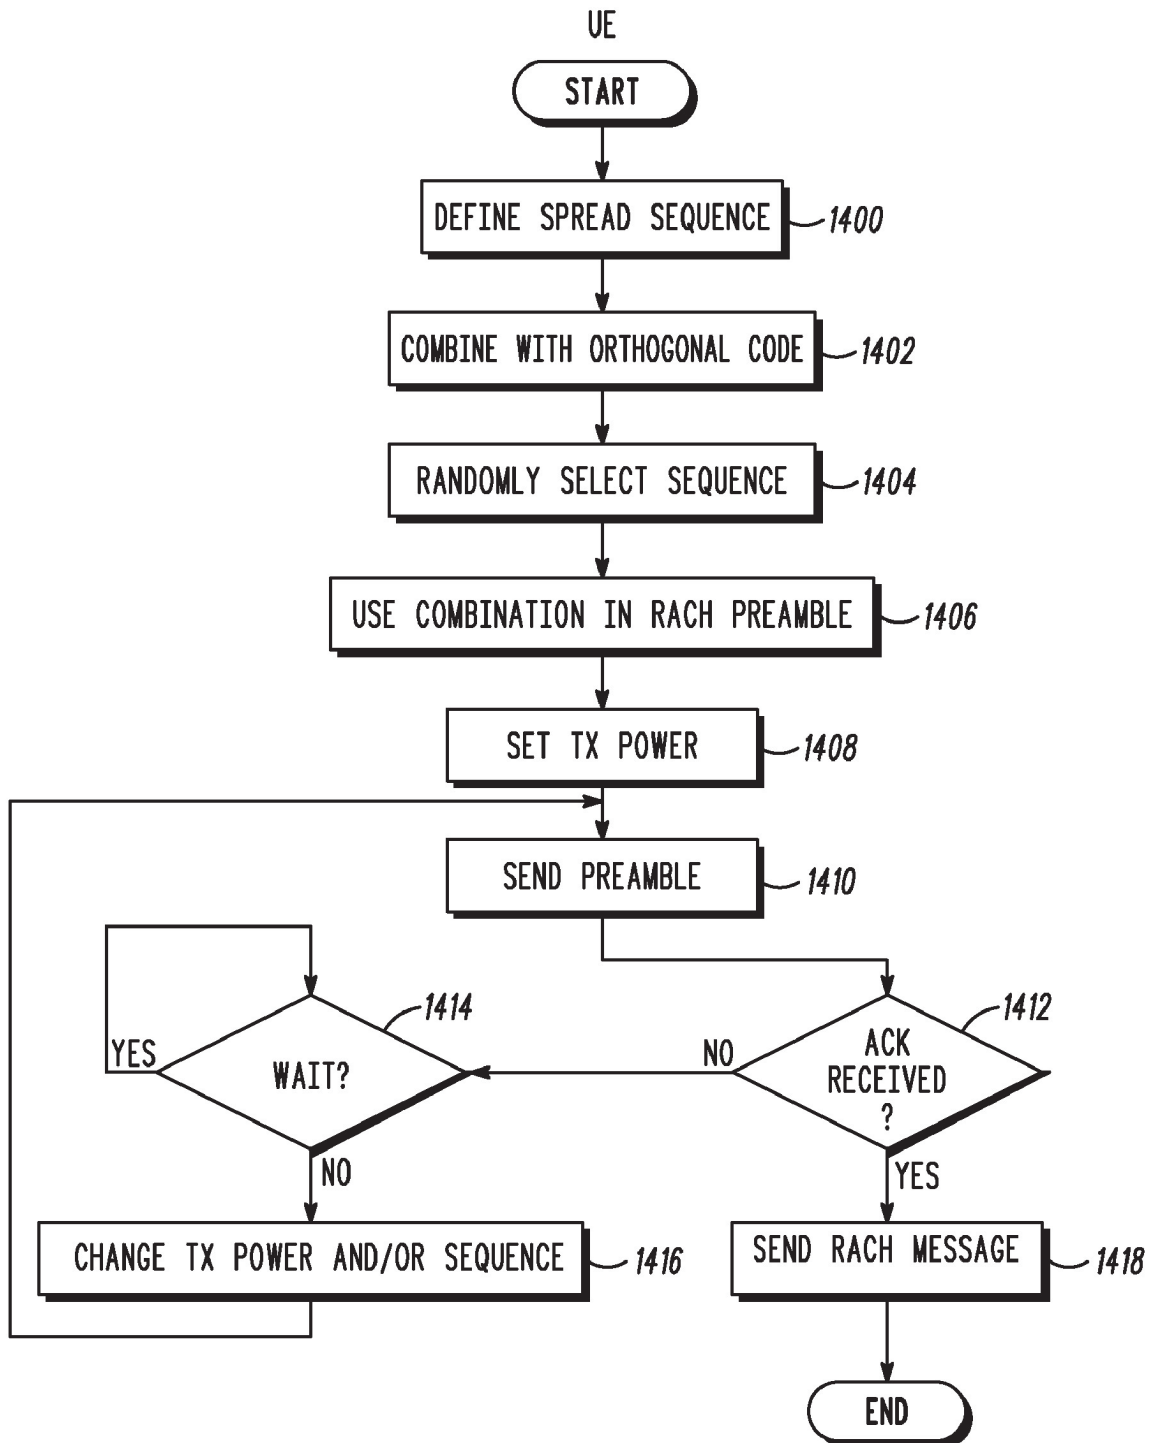 UE
START
DEFINE SPREAD SEQUENCE
1400
COMBINE WITH ORTHOGONAL CODE
1402
RANDOMLY SELECT SEQUENCE
1404
USE COMBINATION IN RACH PREAMBLE
1406
SET TX POWER
1408
SEND PREAMBLE
1410
1414
1412
YES
WAIT?
NO
ACK
RECEIVED
?
NO
YES
CHANGE TX POWER AND/OR SEQUENCE
1416
SEND RACH MESSAGE
1418
END